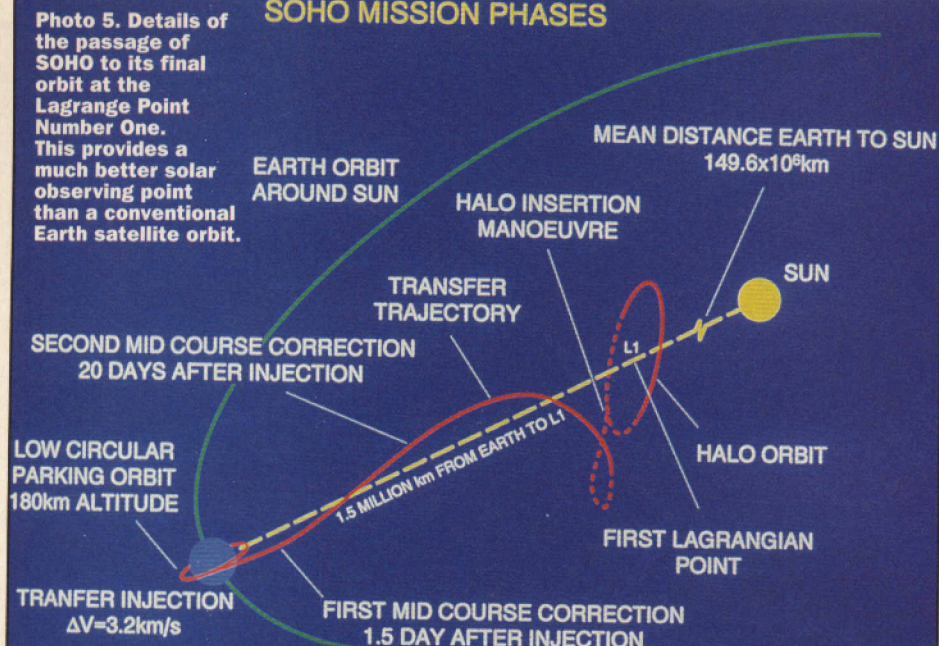 SOHO MISSION PHASES
Photo 5. Details of
the passage of
SOHO to its final
orbit at the
Lagrange Point
Number One.
This provides a
much better solar
observing point
than a conventional
Earth satellite orbit.
EARTH ORBIT
AROUND SUN
MEAN DISTANCE EARTH TO SUN
149.6x10⁶km
HALO INSERTION
MANOEUVRE
SUN
TRANSFER
TRAJECTORY
SECOND MID COURSE CORRECTION
20 DAYS AFTER INJECTION
L1
1.5 MILLION km FROM EARTH TO L1
LOW CIRCULAR
PARKING ORBIT
180km ALTITUDE
HALO ORBIT
FIRST LAGRANGIAN
POINT
TRANFER INJECTION
ΔV=3.2km/s
FIRST MID COURSE CORRECTION
1.5 DAY AFTER INJECTION